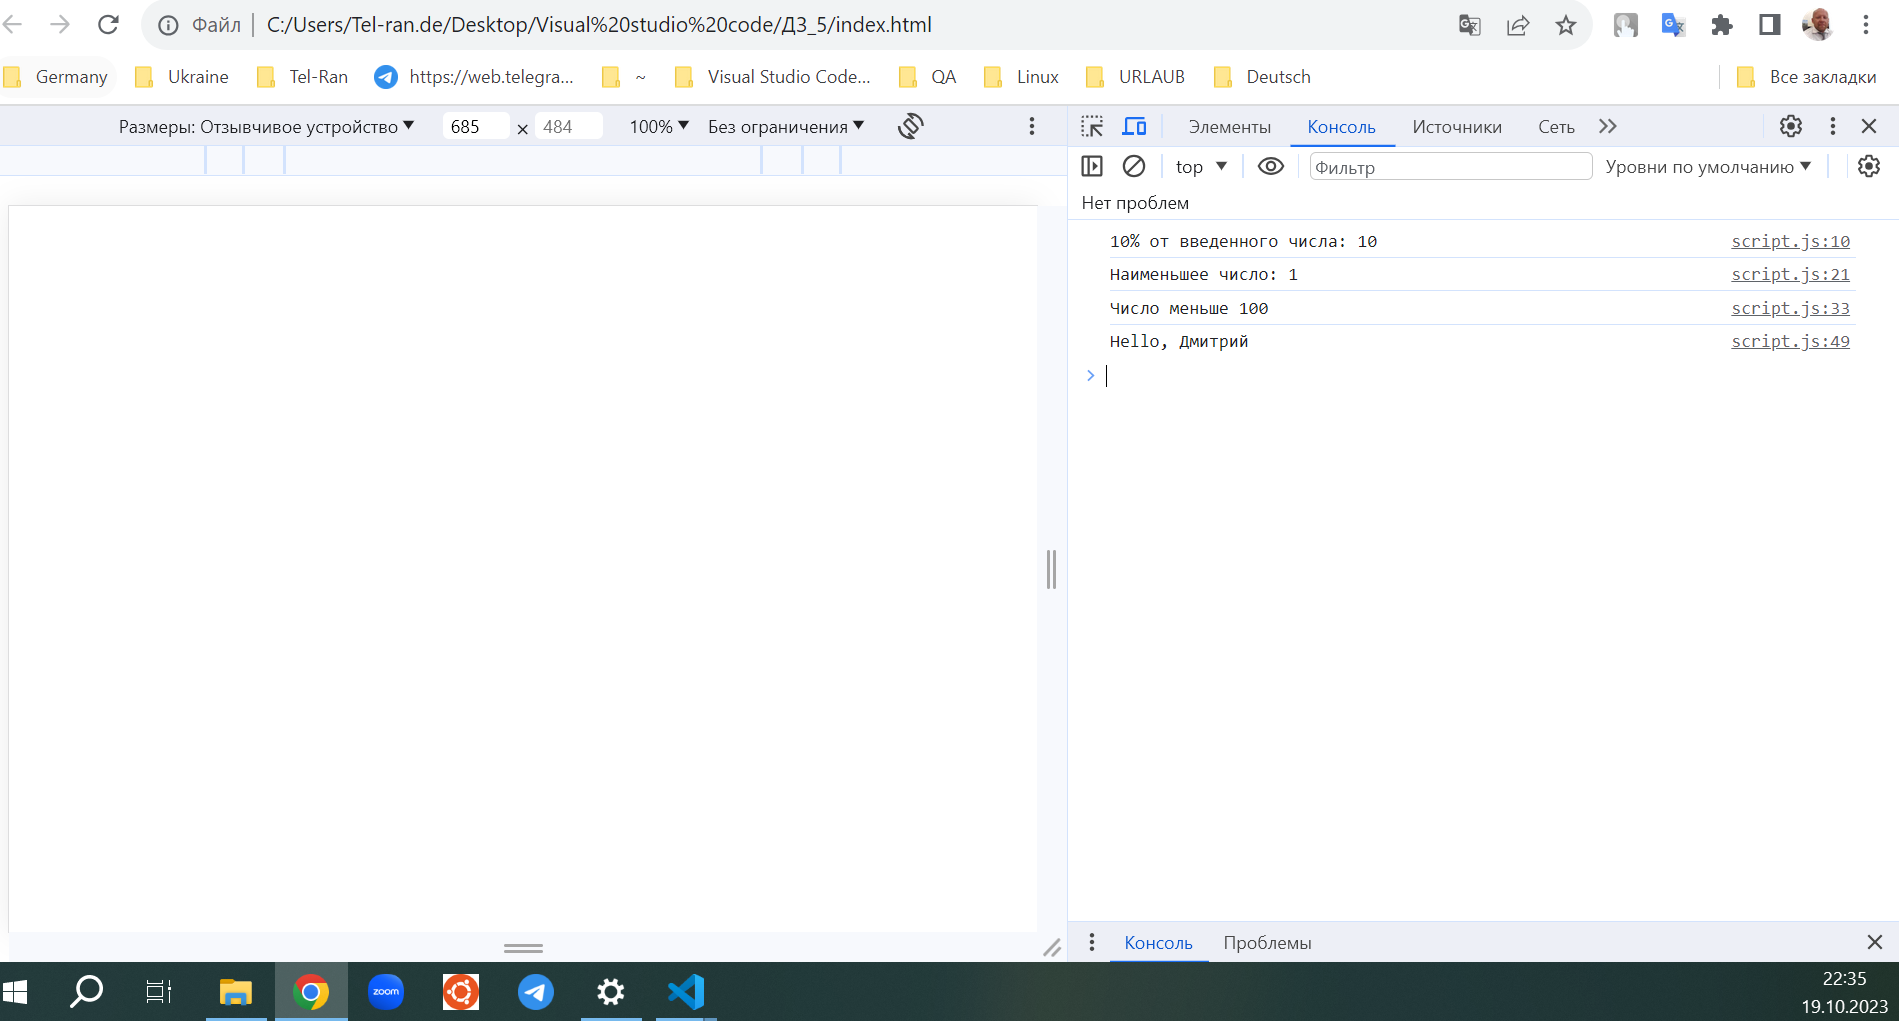 Файл C:/Users/Tel-ran.de/Desktop/Visual%20studio%20code/ДЗ_5/index.html
Germany Ukraine Tel-Ran https://web.telegra... ~ Visual Studio Code... QA Linux URLAUB Deutsch Все закладки
Размеры: Отзывчивое устройство 685 × 484 100% Без ограничения
Элементы Консоль Источники Сеть
top Фильтр Уровни по умолчанию
Нет проблем
10% от введенного числа: 10 script.js:10
Наименьшее число: 1 script.js:21
Число меньше 100 script.js:33
Hello, Дмитрий script.js:49
Консоль Проблемы
zoom
22:35
19.10.2023